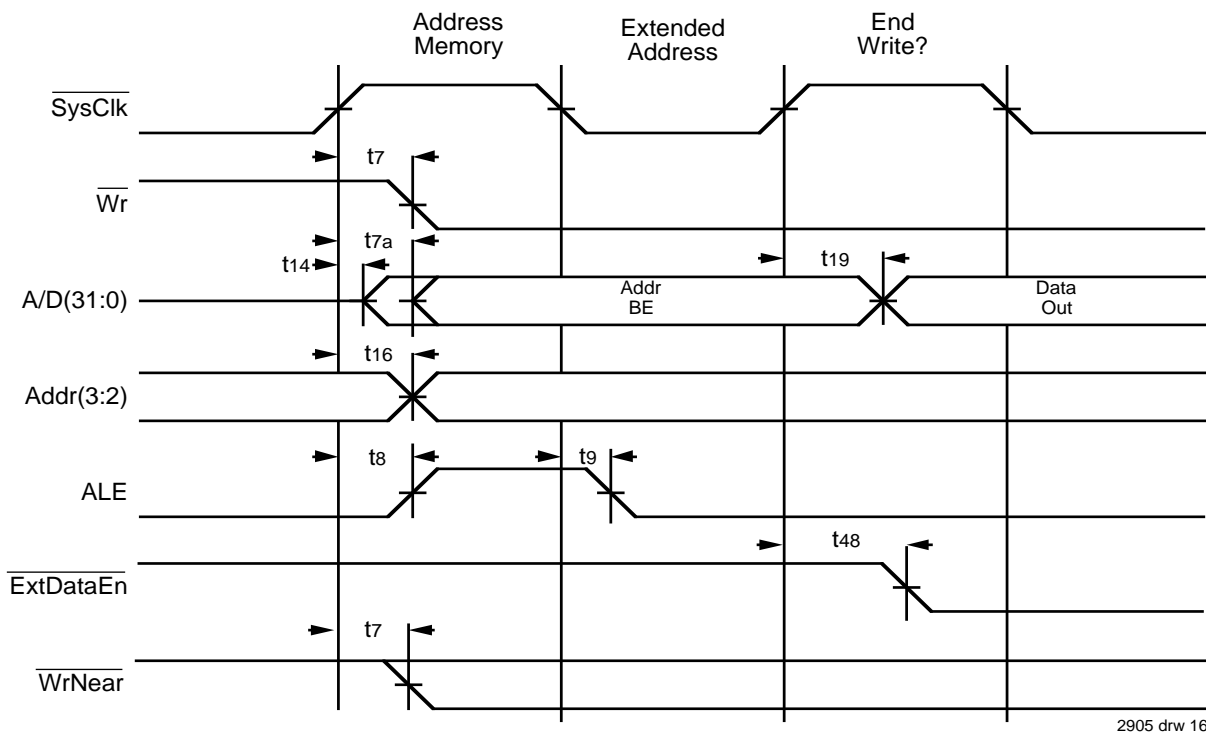 Address
Memory
Extended
Address
End
Write?
SysClk
t7
Wr
t7a
t14
t19
A/D(31:0)
Addr
BE
Data
Out
t16
Addr(3:2)
t8
t9
ALE
t48
ExtDataEn
t7
WrNear
2905 drw 16